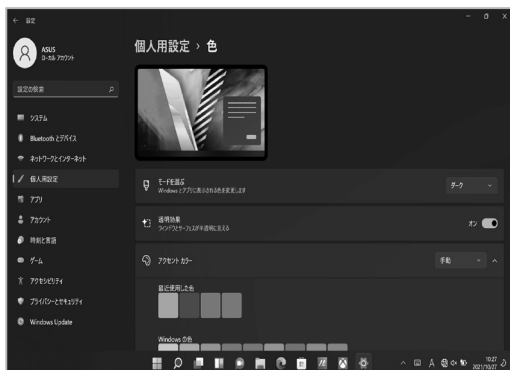 ← 設定
ASUS
ローカル アカウント
設定の検索
システム
Bluetooth とデバイス
ネットワークとインターネット
個人用設定
アプリ
アカウント
時刻と言語
ゲーム
アクセシビリティ
プライバシーとセキュリティ
Windows Update
個人用設定 › 色
モードを選ぶ
Windows とアプリに表示される色を変更します
ダーク
透明効果
ウィンドウとサーフェスが半透明に見える
オン
アクセント カラー
手動
最近使用した色
Windows の色
A
10:27
2021/10/27